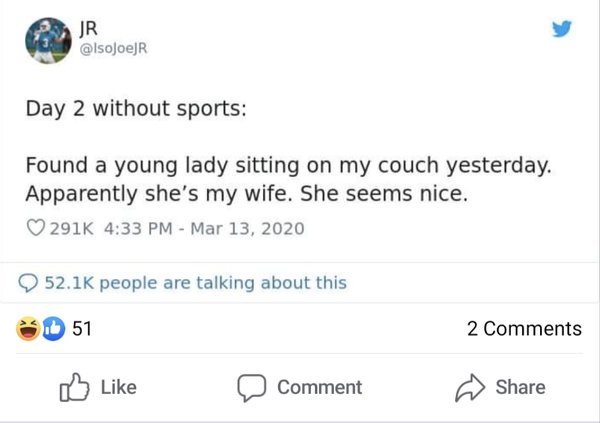 JR
@IsoJoeJR
Day 2 without sports:
Found a young lady sitting on my couch yesterday.
Apparently she's my wife. She seems nice.
291K 4:33 PM - Mar 13, 2020
52.1K people are talking about this
51 2 Comments
Like Comment Share